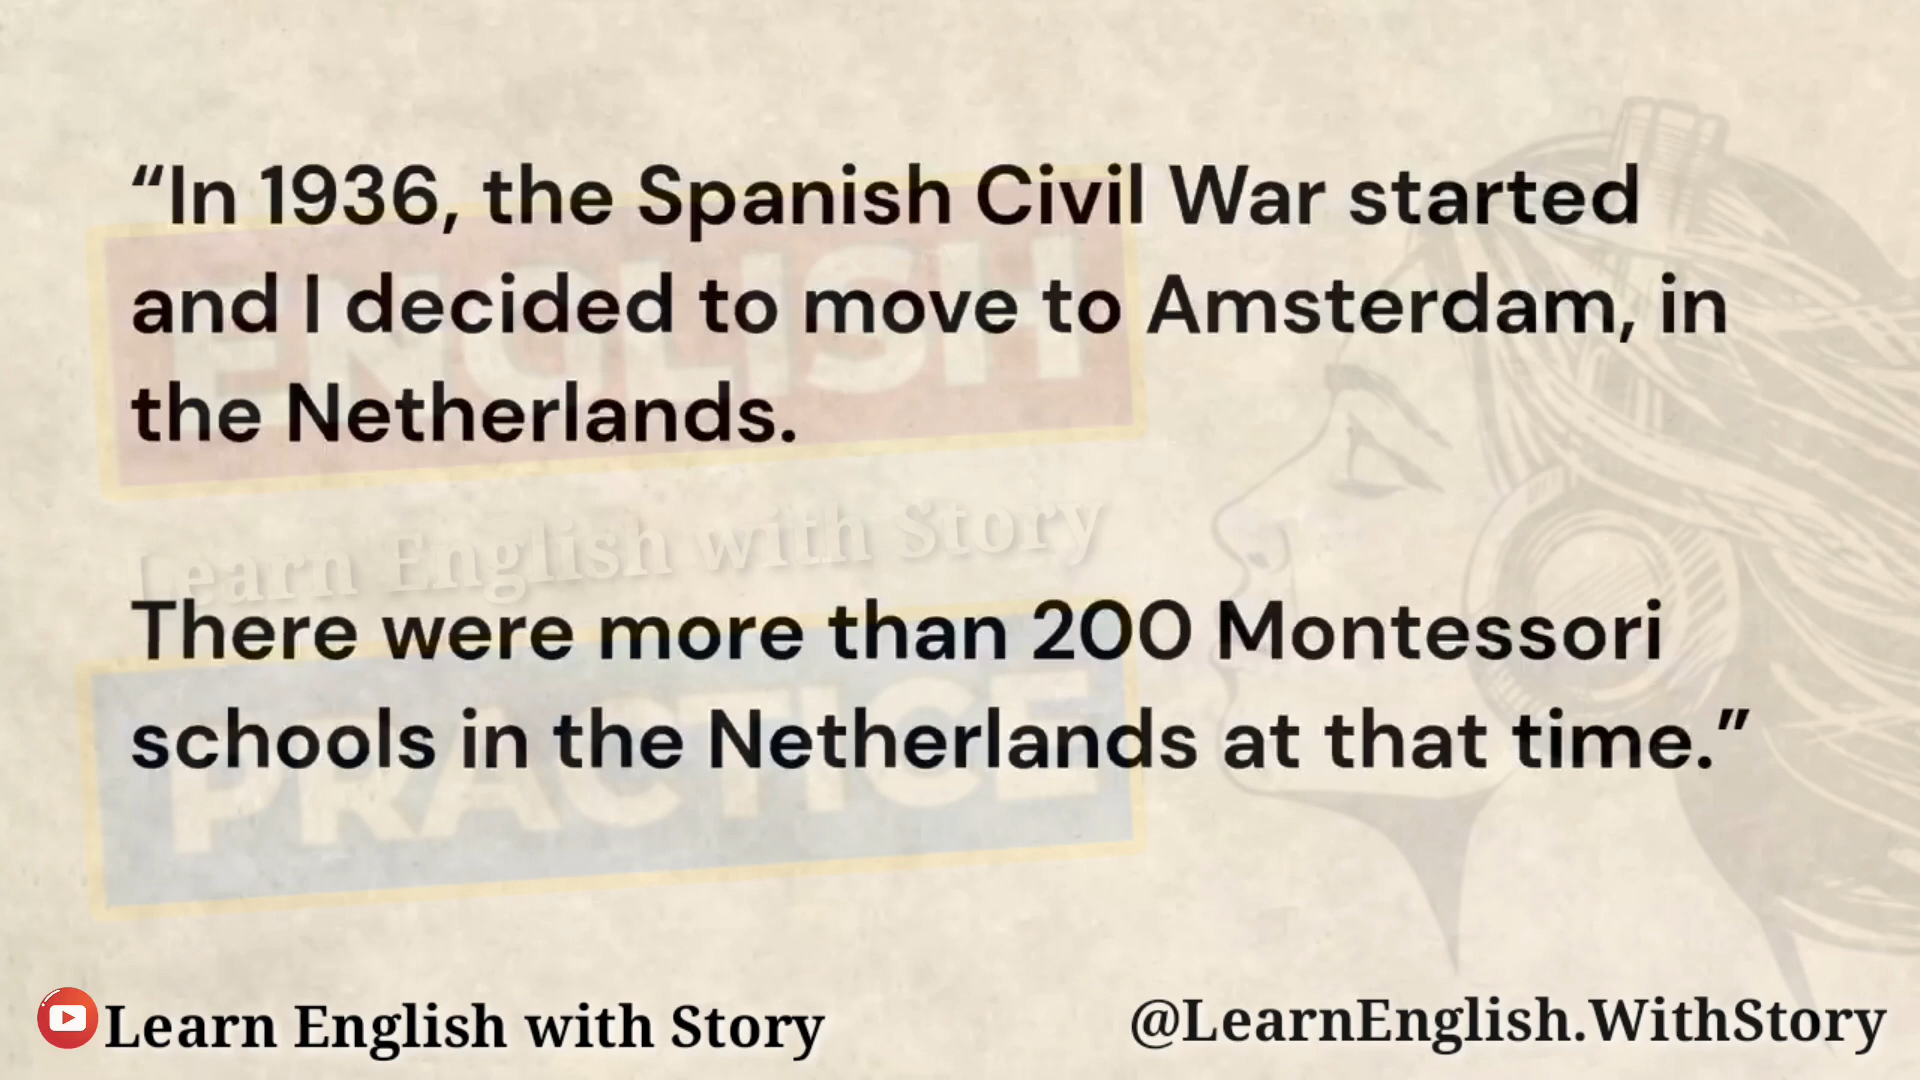 “In 1936, the Spanish Civil War started
and I decided to move to Amsterdam, in
the Netherlands.
ENGLISH
Learn English with Story
There were more than 200 Montessori
schools in the Netherlands at that time.”
PRACTICE
Learn English with Story
@LearnEnglish.WithStory